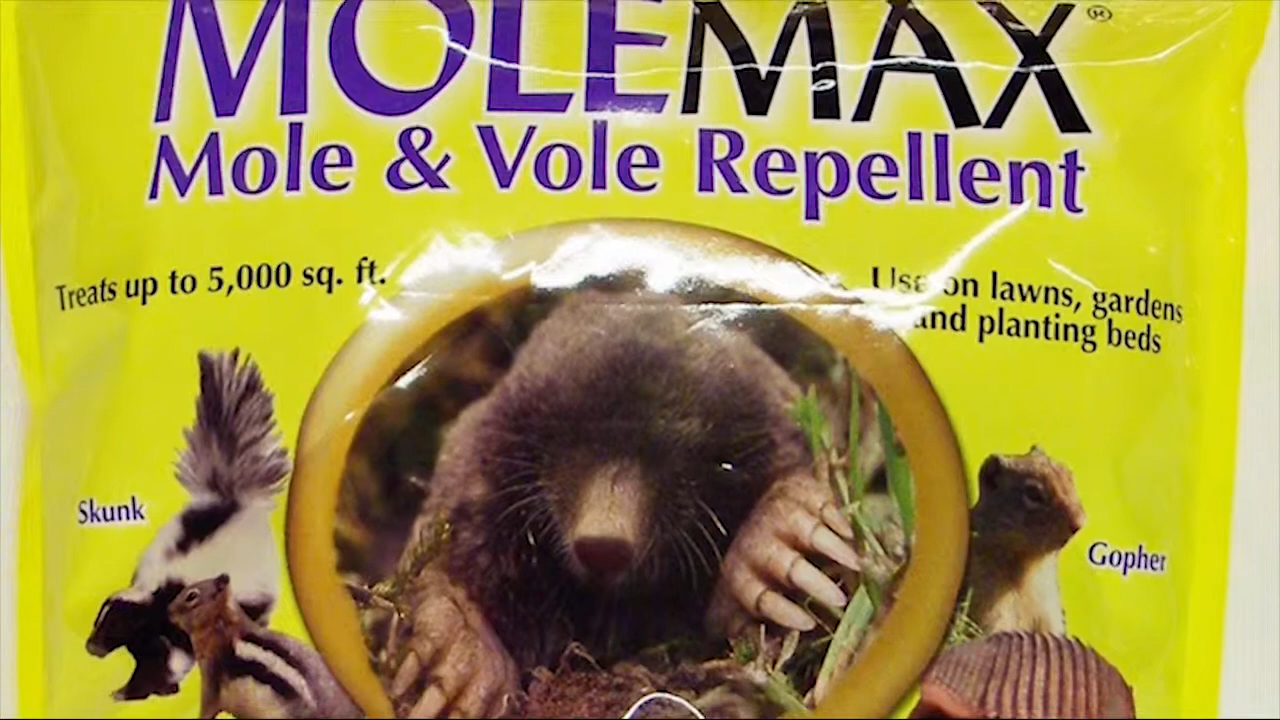 MOLEMAX®
Mole & Vole Repellent
Treats up to 5,000 sq. ft.
Use on lawns, gardens
and planting beds
Skunk
Gopher